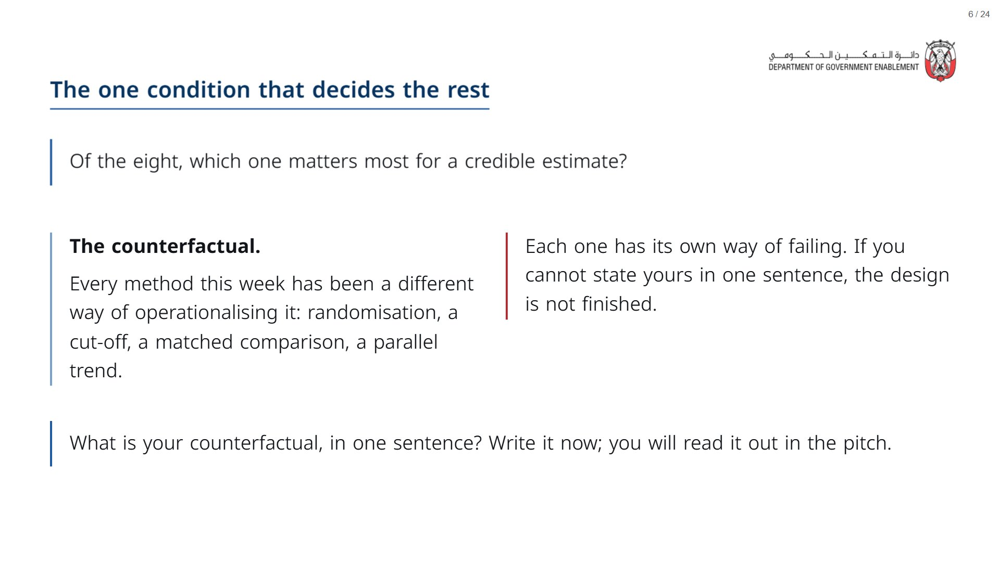 6 / 24
دائرة التمكين الحكومي
DEPARTMENT OF GOVERNMENT ENABLEMENT
The one condition that decides the rest
Of the eight, which one matters most for a credible estimate?
The counterfactual.
Every method this week has been a different
way of operationalising it: randomisation, a
cut-off, a matched comparison, a parallel
trend.
Each one has its own way of failing. If you
cannot state yours in one sentence, the design
is not finished.
What is your counterfactual, in one sentence? Write it now; you will read it out in the pitch.